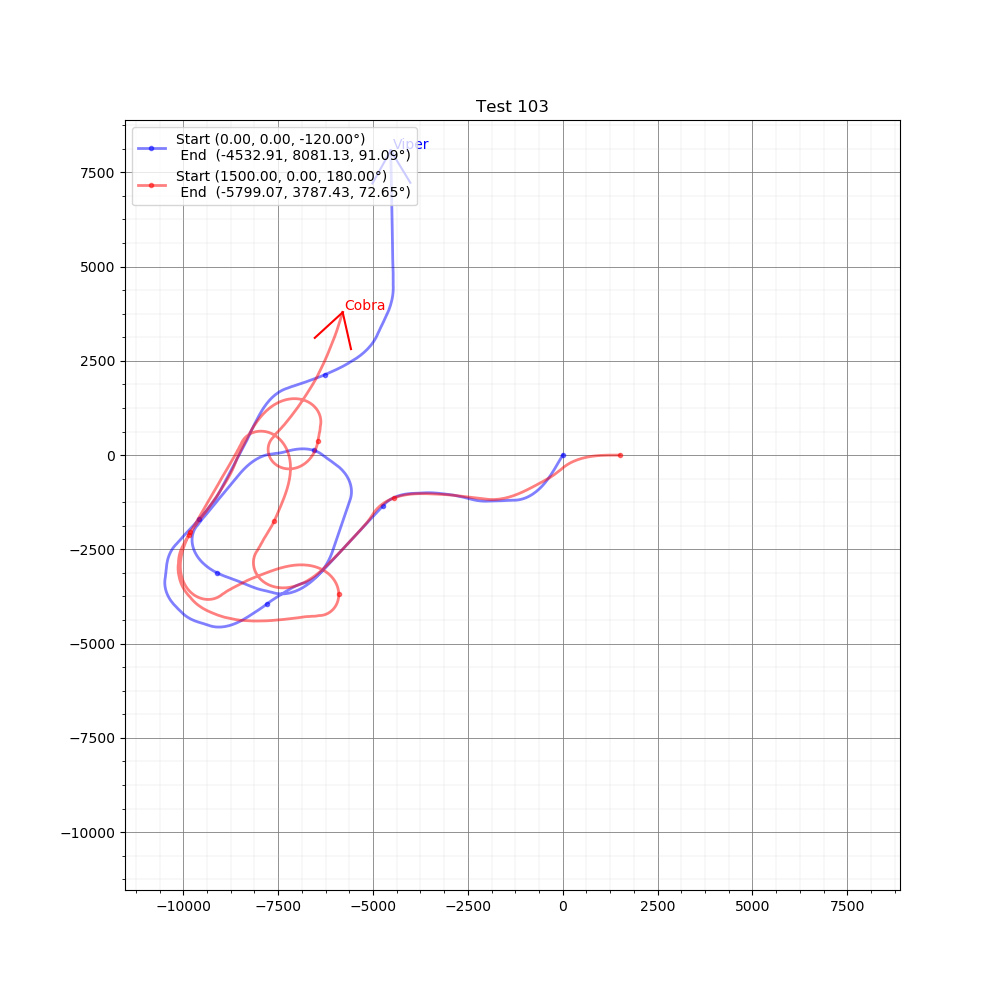 Test 103
Start (0.00, 0.00, -120.00°)
End (-4532.91, 8081.13, 91.09°)
Start (1500.00, 0.00, 180.00°)
End (-5799.07, 3787.43, 72.65°)
Viper
Cobra
7500
5000
2500
0
−2500
−5000
−7500
−10000
−10000
−7500
−5000
−2500
0
2500
5000
7500